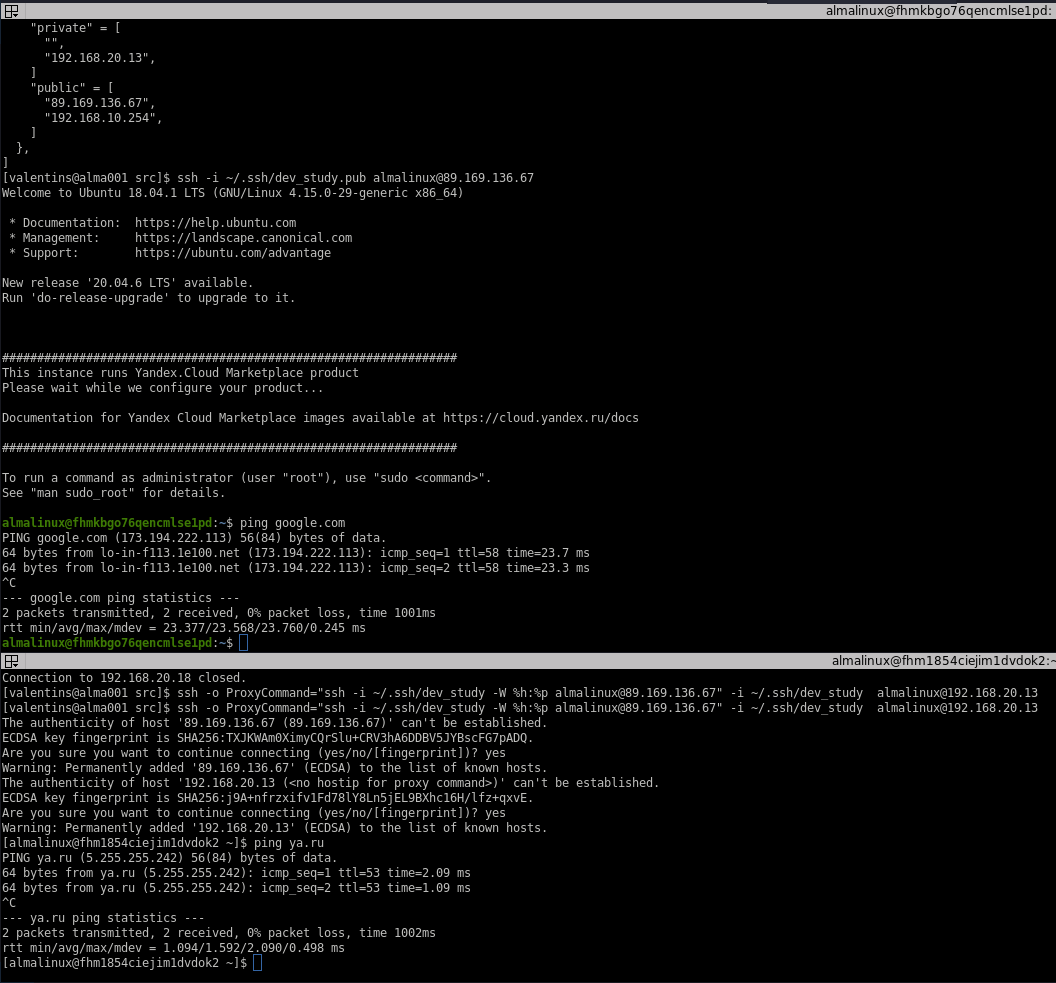 almalinux@fhmkbgo76qencmlse1pd:
    "private" = [
      "",
      "192.168.20.13",
    ]
    "public" = [
      "89.169.136.67",
      "192.168.10.254",
    ]
  },
]
[valentins@alma001 src]$ ssh -i ~/.ssh/dev_study.pub almalinux@89.169.136.67
Welcome to Ubuntu 18.04.1 LTS (GNU/Linux 4.15.0-29-generic x86_64)

 * Documentation:  https://help.ubuntu.com
 * Management:     https://landscape.canonical.com
 * Support:        https://ubuntu.com/advantage

New release '20.04.6 LTS' available.
Run 'do-release-upgrade' to upgrade to it.

#################################################################
This instance runs Yandex.Cloud Marketplace product
Please wait while we configure your product...

Documentation for Yandex Cloud Marketplace images available at https://cloud.yandex.ru/docs

#################################################################

To run a command as administrator (user "root"), use "sudo <command>".
See "man sudo_root" for details.

almalinux@fhmkbgo76qencmlse1pd:~$ ping google.com
PING google.com (173.194.222.113) 56(84) bytes of data.
64 bytes from lo-in-f113.1e100.net (173.194.222.113): icmp_seq=1 ttl=58 time=23.7 ms
64 bytes from lo-in-f113.1e100.net (173.194.222.113): icmp_seq=2 ttl=58 time=23.3 ms
^C
--- google.com ping statistics ---
2 packets transmitted, 2 received, 0% packet loss, time 1001ms
rtt min/avg/max/mdev = 23.377/23.568/23.760/0.245 ms
almalinux@fhmkbgo76qencmlse1pd:~$
almalinux@fhm1854ciejim1dvdok2:~
Connection to 192.168.20.18 closed.
[valentins@alma001 src]$ ssh -o ProxyCommand="ssh -i ~/.ssh/dev_study -W %h:%p almalinux@89.169.136.67" -i ~/.ssh/dev_study  almalinux@192.168.20.13
[valentins@alma001 src]$ ssh -o ProxyCommand="ssh -i ~/.ssh/dev_study -W %h:%p almalinux@89.169.136.67" -i ~/.ssh/dev_study  almalinux@192.168.20.13
The authenticity of host '89.169.136.67 (89.169.136.67)' can't be established.
ECDSA key fingerprint is SHA256:TXJKWAm0XimyCQrSlu+CRV3hA6DDBV5JYBscFG7pADQ.
Are you sure you want to continue connecting (yes/no/[fingerprint])? yes
Warning: Permanently added '89.169.136.67' (ECDSA) to the list of known hosts.
The authenticity of host '192.168.20.13 (<no hostip for proxy command>)' can't be established.
ECDSA key fingerprint is SHA256:j9A+nfrzxifv1Fd78lY8Ln5jEL9BXhc16H/lfz+qxvE.
Are you sure you want to continue connecting (yes/no/[fingerprint])? yes
Warning: Permanently added '192.168.20.13' (ECDSA) to the list of known hosts.
[almalinux@fhm1854ciejim1dvdok2 ~]$ ping ya.ru
PING ya.ru (5.255.255.242) 56(84) bytes of data.
64 bytes from ya.ru (5.255.255.242): icmp_seq=1 ttl=53 time=2.09 ms
64 bytes from ya.ru (5.255.255.242): icmp_seq=2 ttl=53 time=1.09 ms
^C
--- ya.ru ping statistics ---
2 packets transmitted, 2 received, 0% packet loss, time 1002ms
rtt min/avg/max/mdev = 1.094/1.592/2.090/0.498 ms
[almalinux@fhm1854ciejim1dvdok2 ~]$